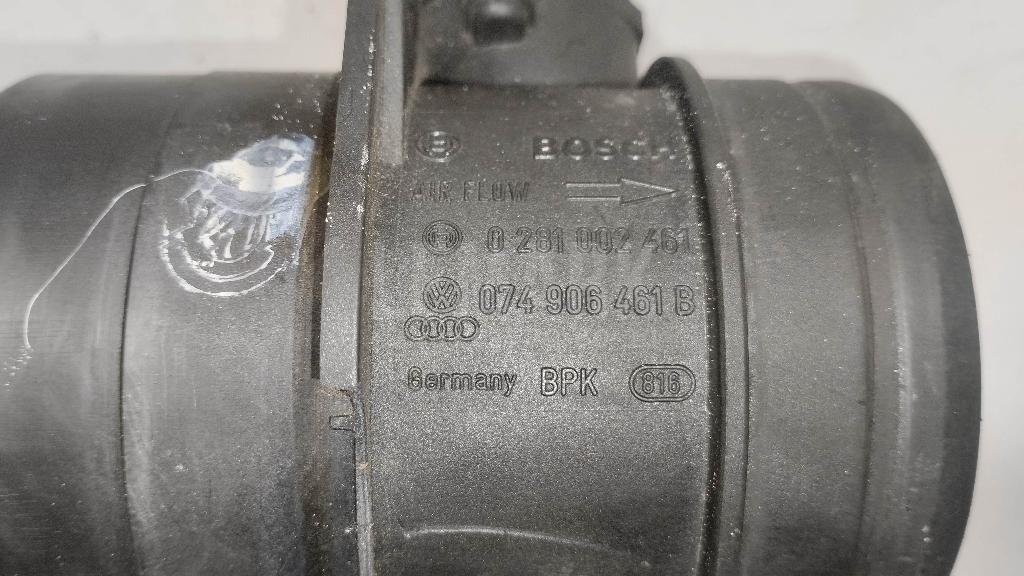 BOSCH
AIR FLOW
0 281 002 461
074 906 461 B
Germany BPK 816